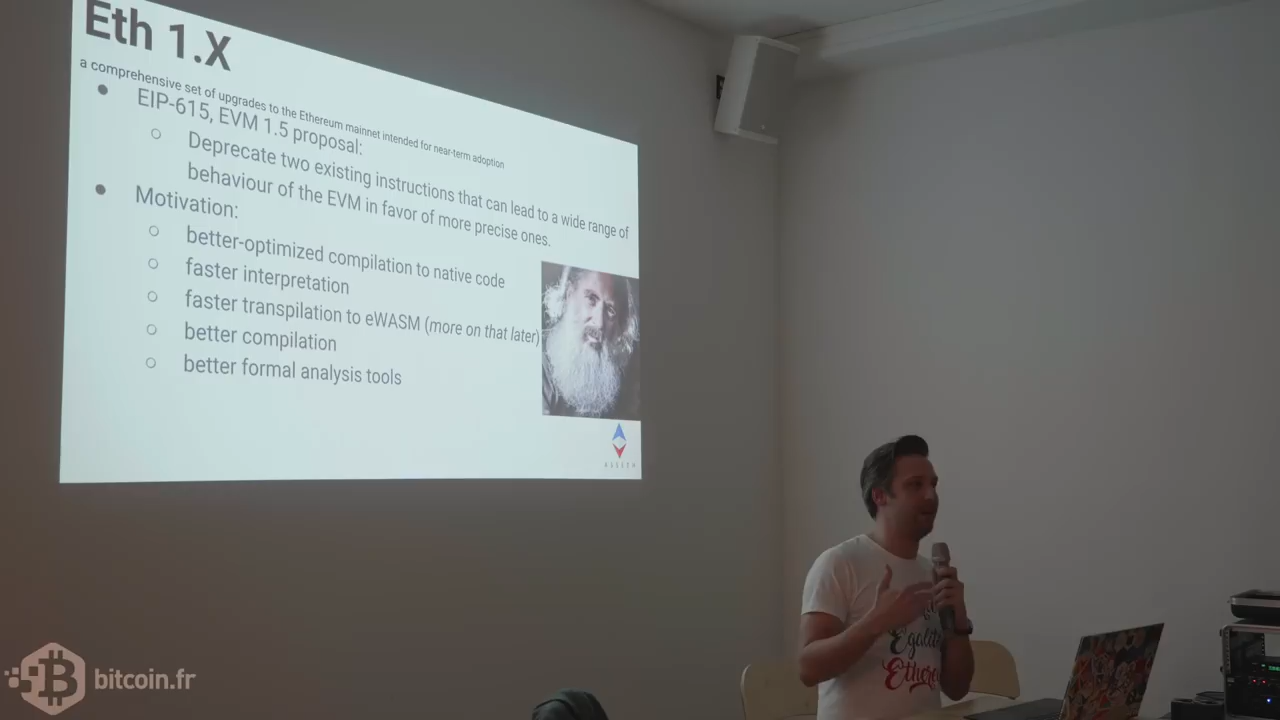 Eth 1.X
a comprehensive set of upgrades to the Ethereum mainnet intended for near-term adoption
EIP-615, EVM 1.5 proposal:
Deprecate two existing instructions that can lead to a wide range of
behaviour of the EVM in favor of more precise ones.
Motivation:
better-optimized compilation to native code
faster interpretation
faster transpilation to eWASM (more on that later)
better compilation
better formal analysis tools
bitcoin.fr